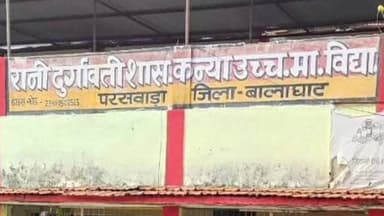 रानी दुर्गावती शास. कन्या उच्च. मा. विद्या.
परसवाड़ा जिला-बालाघाट